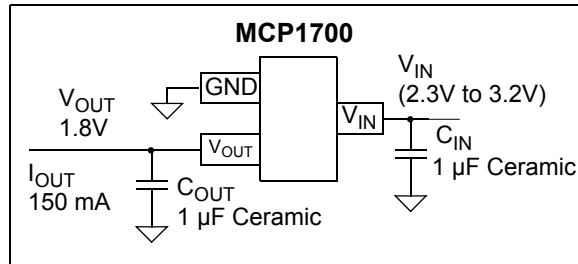 MCP1700
GND
VIN
(2.3V to 3.2V)
VOUT
1.8V
VIN
VOUT
CIN
1 µF Ceramic
IOUT
150 mA
COUT
1 µF Ceramic